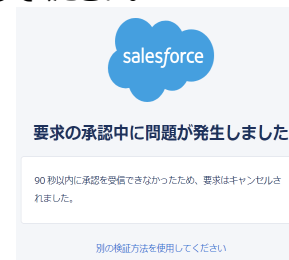 salesforce
要求の承認中に問題が発生しました
90 秒以内に承認を受信できなかったため、要求はキャンセルさ
れました。
別の検証方法を使用してください